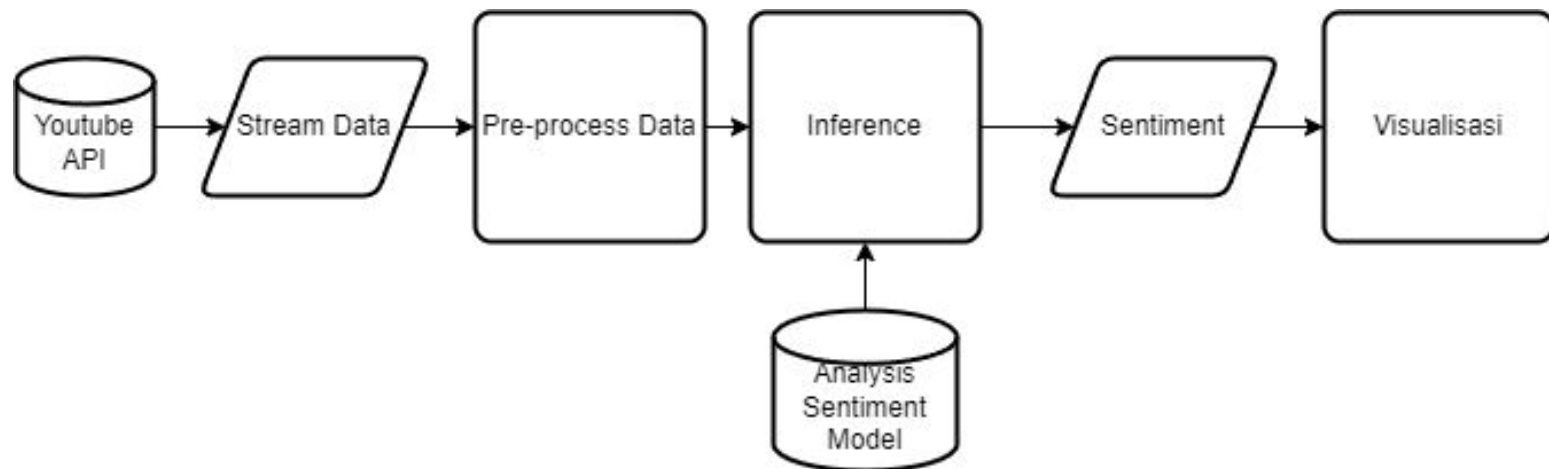 Youtube
API
Stream Data
Pre-process Data
Inference
Sentiment
Visualisasi
Analysis
Sentiment
Model